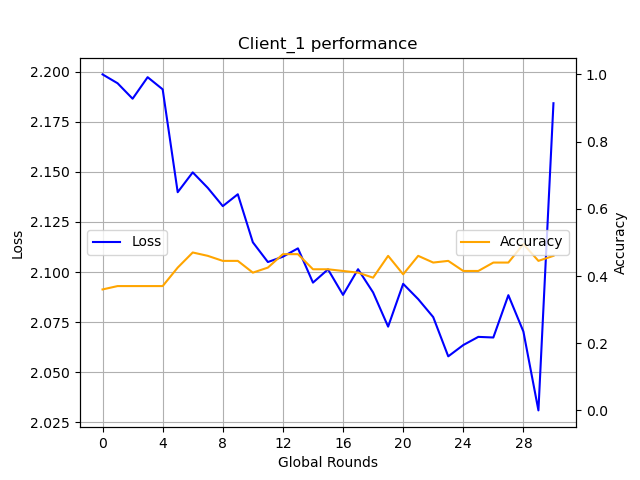 Client_1 performance
Loss
2.200
2.175
2.150
2.125
2.100
2.075
2.050
2.025
Loss
Accuracy
1.0
0.8
0.6
0.4
0.2
0.0
Accuracy
0 4 8 12 16 20 24 28
Global Rounds